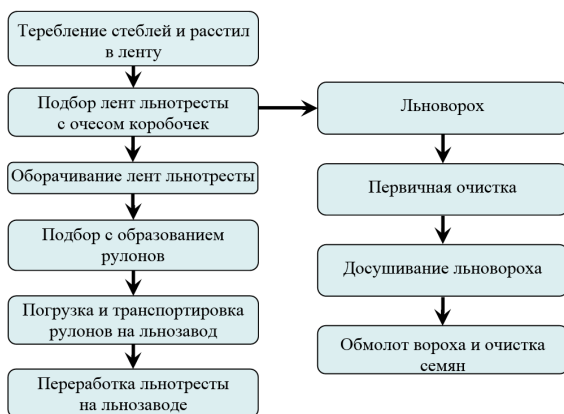 Теребление стеблей и расстил
в ленту
Подбор лент льнотресты
с очесом коробочек
Оборачивание лент льнотресты
Подбор с образованием
рулонов
Погрузка и транспортировка
рулонов на льнозавод
Переработка льнотресты
на льнозаводе
Льноворох
Первичная очистка
Досушивание льновороха
Обмолот вороха и очистка
семян